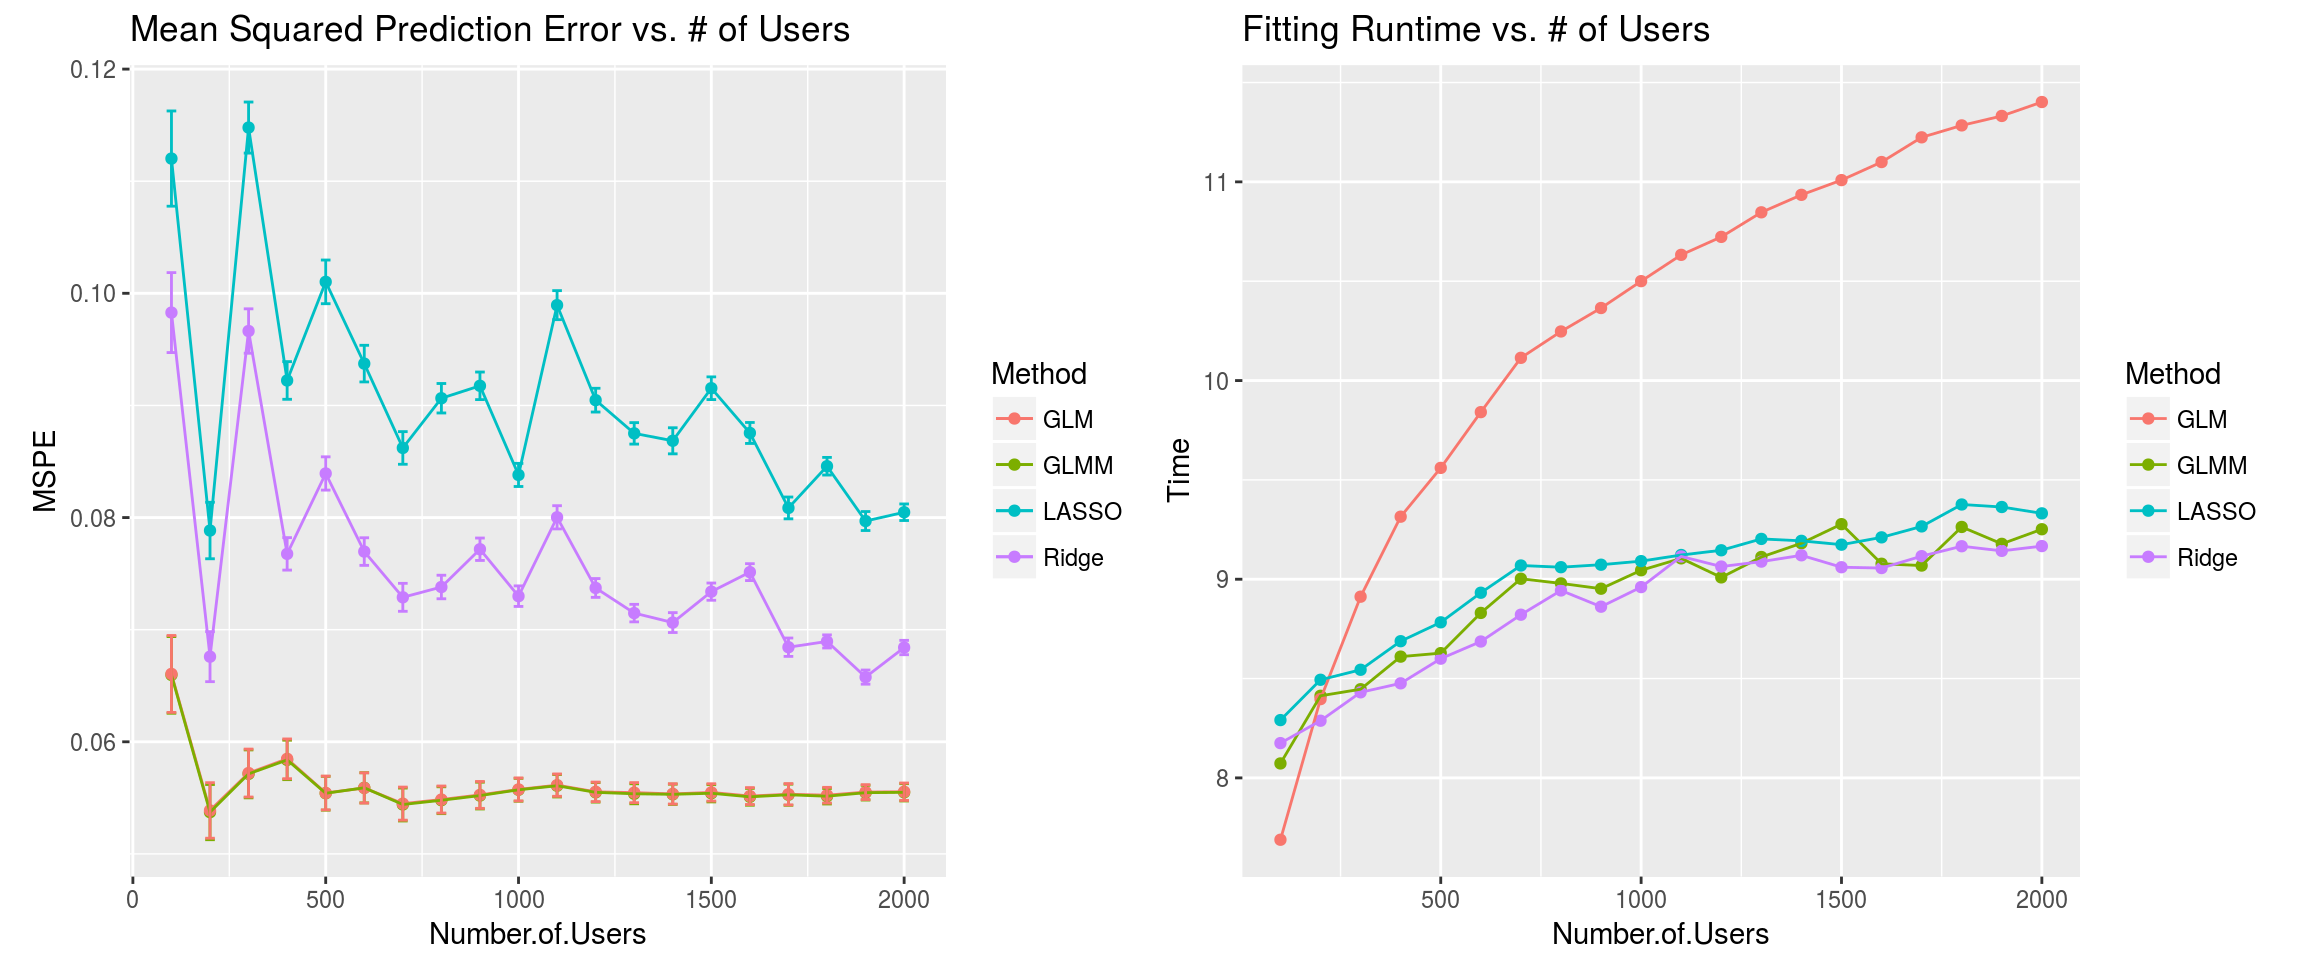 Mean Squared Prediction Error vs. # of Users
0.12
0.10
0.08
0.06
MSPE
0
500
1000
1500
2000
Number.of.Users
Method
GLM
GLMM
LASSO
Ridge
Fitting Runtime vs. # of Users
11
10
9
8
Time
500
1000
1500
2000
Number.of.Users
Method
GLM
GLMM
LASSO
Ridge